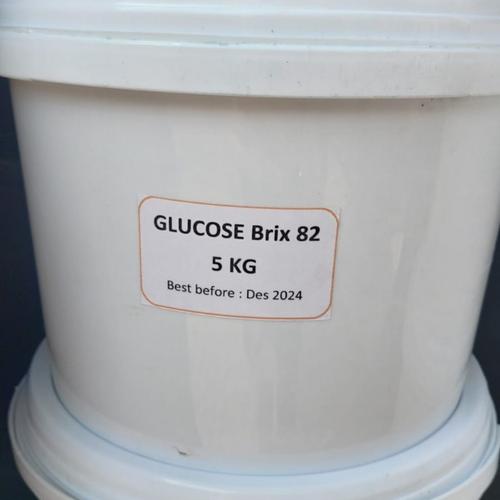 GLUCOSE Brix 82
5 KG
Best before : Des 2024